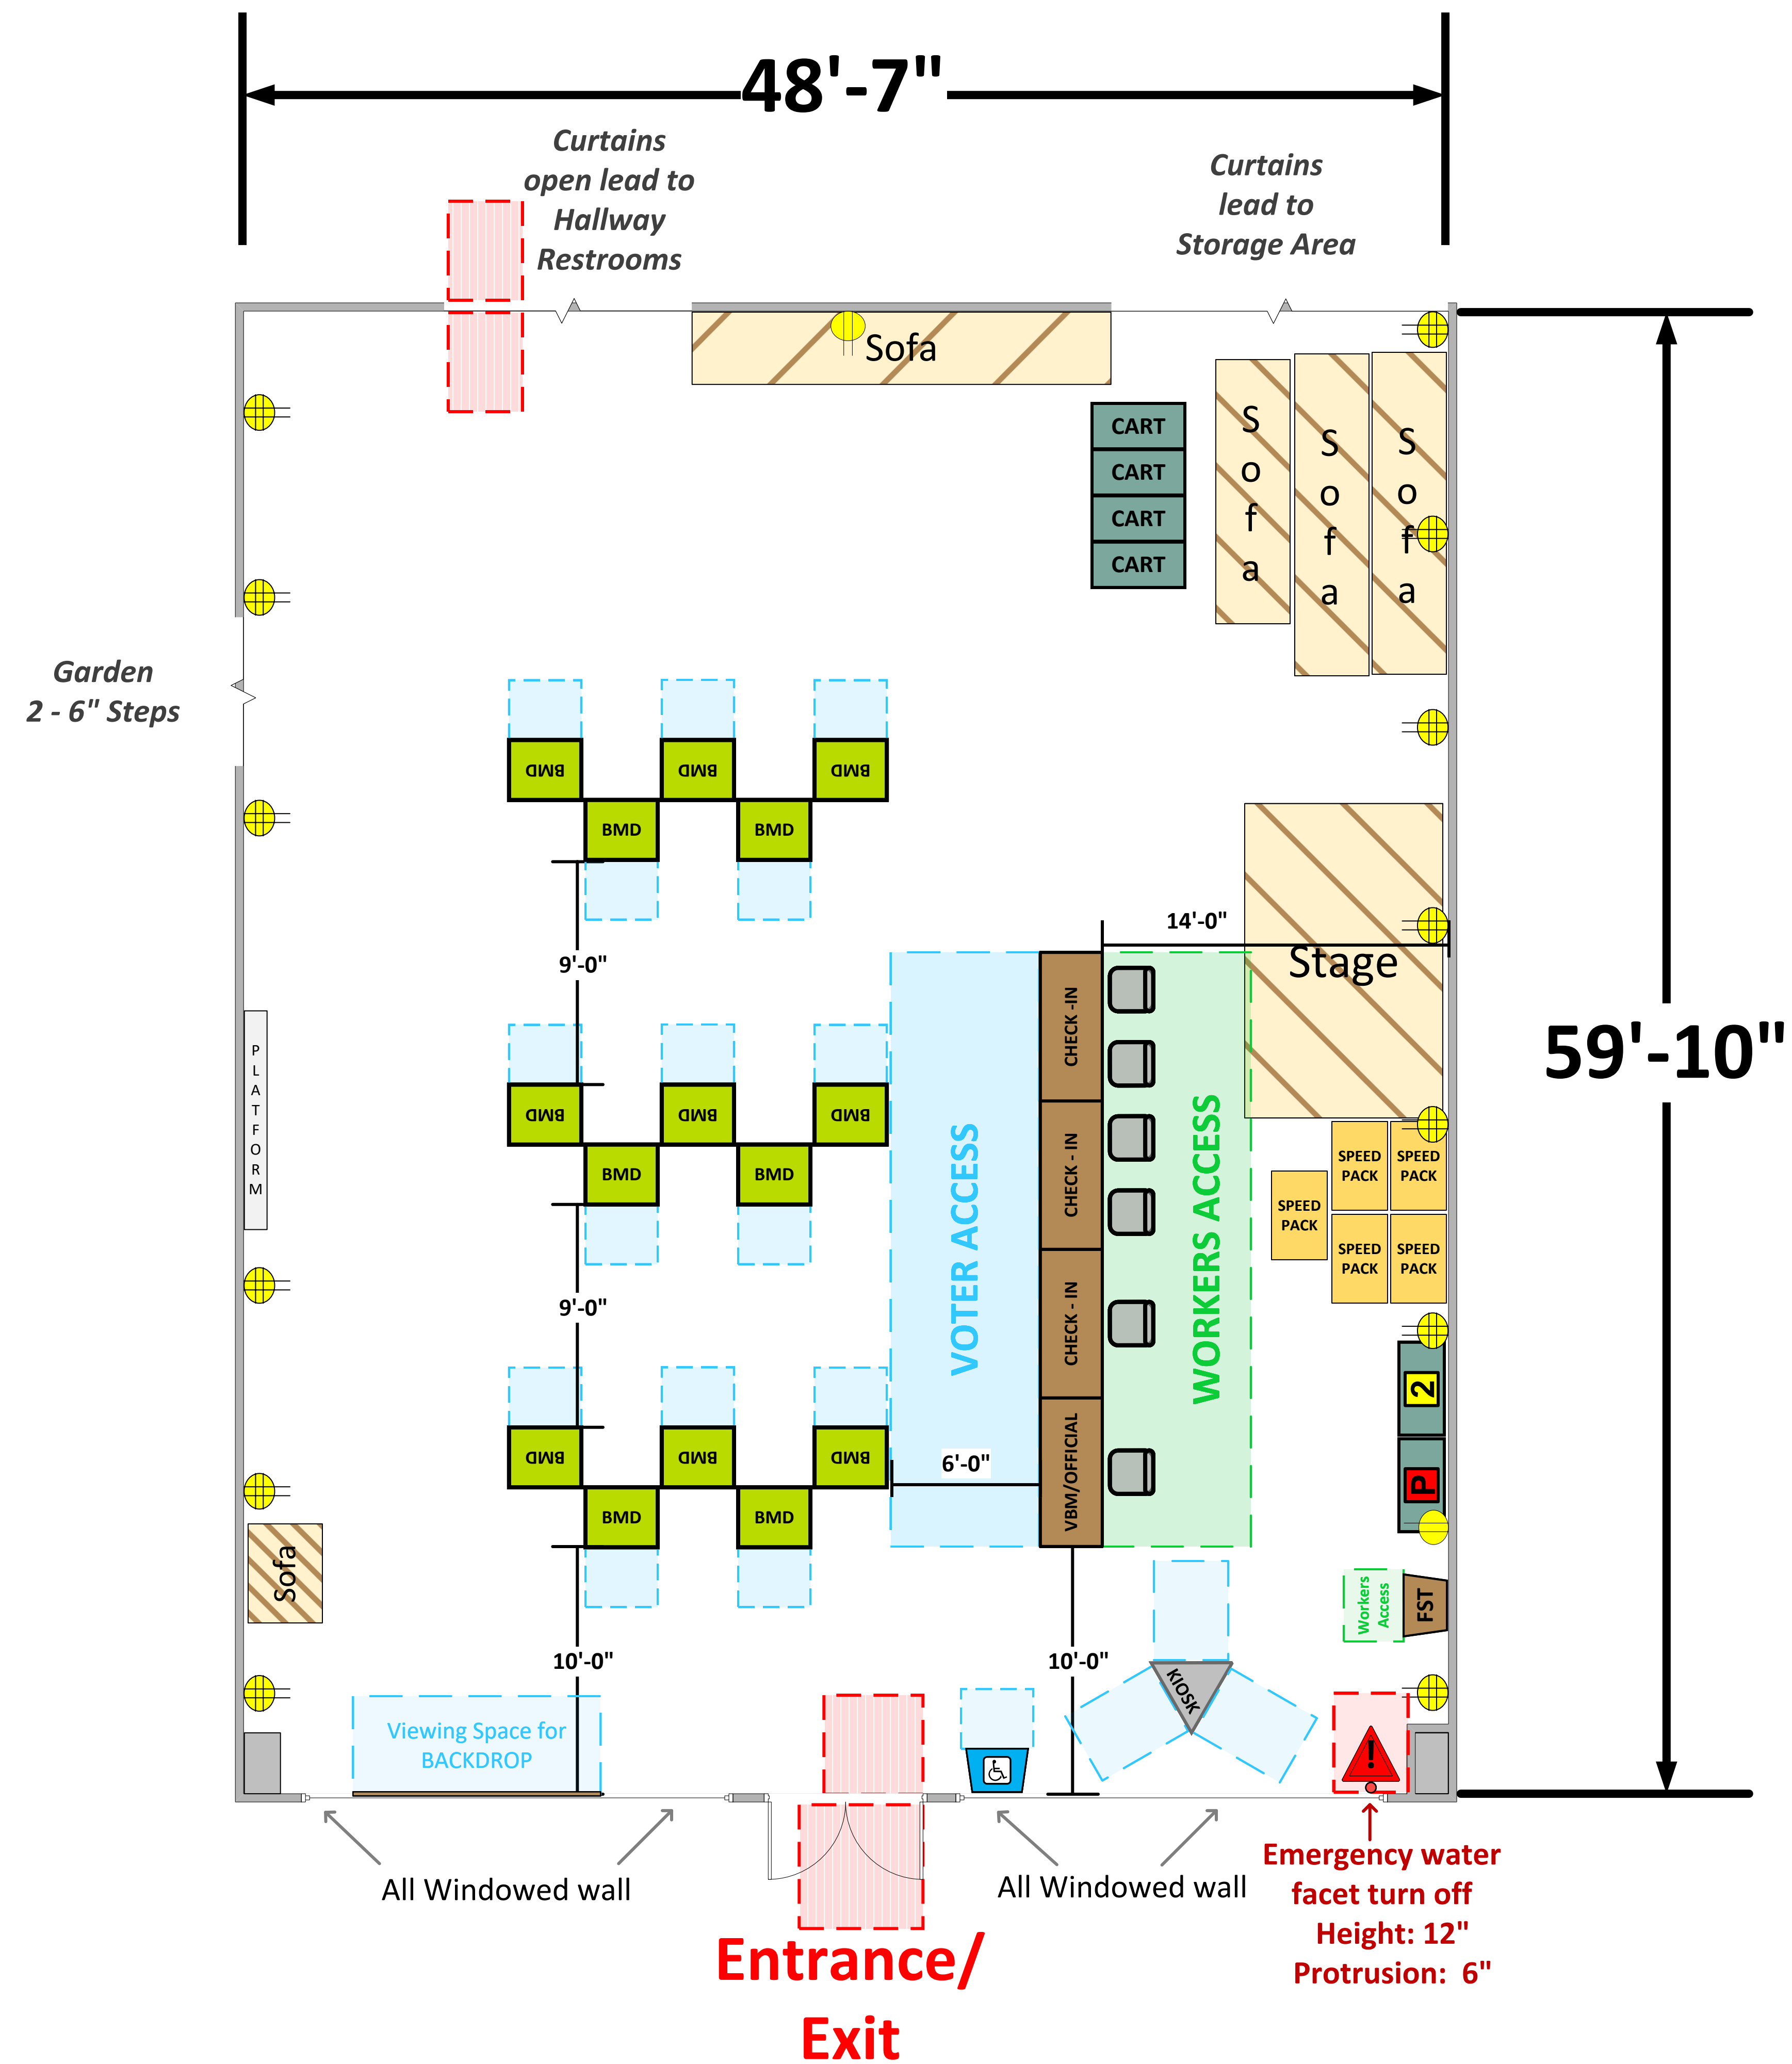 48'-7"
Curtains
open lead to
Hallway
Restrooms
Curtains
lead to
Storage Area
Sofa
CART
CART
CART
CART
Sofa
Sofa
Sofa
Garden
2 - 6" Steps
BMD
BMD
BMD
BMD
BMD
14'-0"
Stage
9'-0"
59'-10"
PLATFORM
BMD
BMD
BMD
BMD
BMD
VOTER ACCESS
CHECK -IN
CHECK - IN
CHECK - IN
VBM/OFFICIAL
WORKERS ACCESS
SPEED
PACK
SPEED
PACK
SPEED
PACK
SPEED
PACK
SPEED
PACK
9'-0"
2
P
BMD
BMD
BMD
BMD
BMD
6'-0"
Sofa
Workers
Access
FST
10'-0"
10'-0"
KIOSK
Viewing Space for
BACKDROP
!
All Windowed wall
All Windowed wall
Emergency water
facet turn off
Height: 12"
Protrusion: 6"
Entrance/
Exit